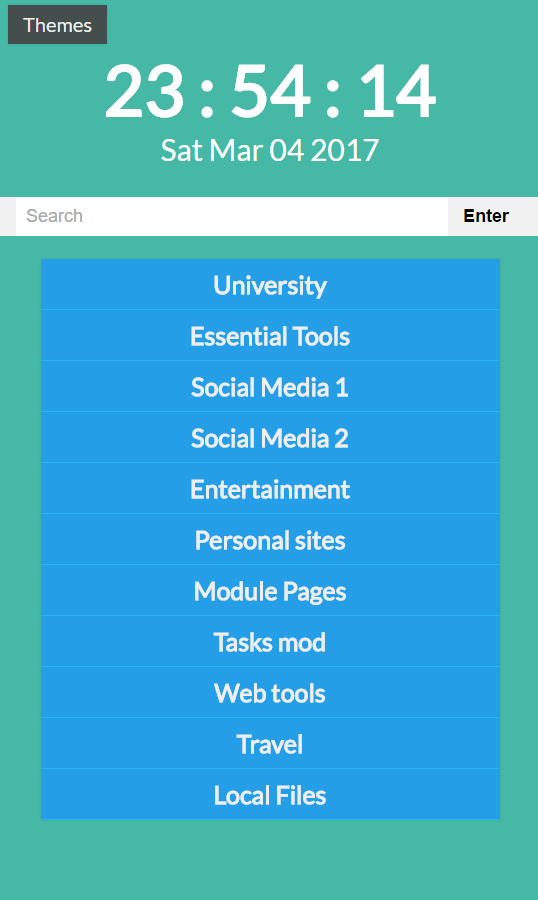 Themes
23 : 54 : 14
Sat Mar 04 2017
Search
Enter
University
Essential Tools
Social Media 1
Social Media 2
Entertainment
Personal sites
Module Pages
Tasks mod
Web tools
Travel
Local Files